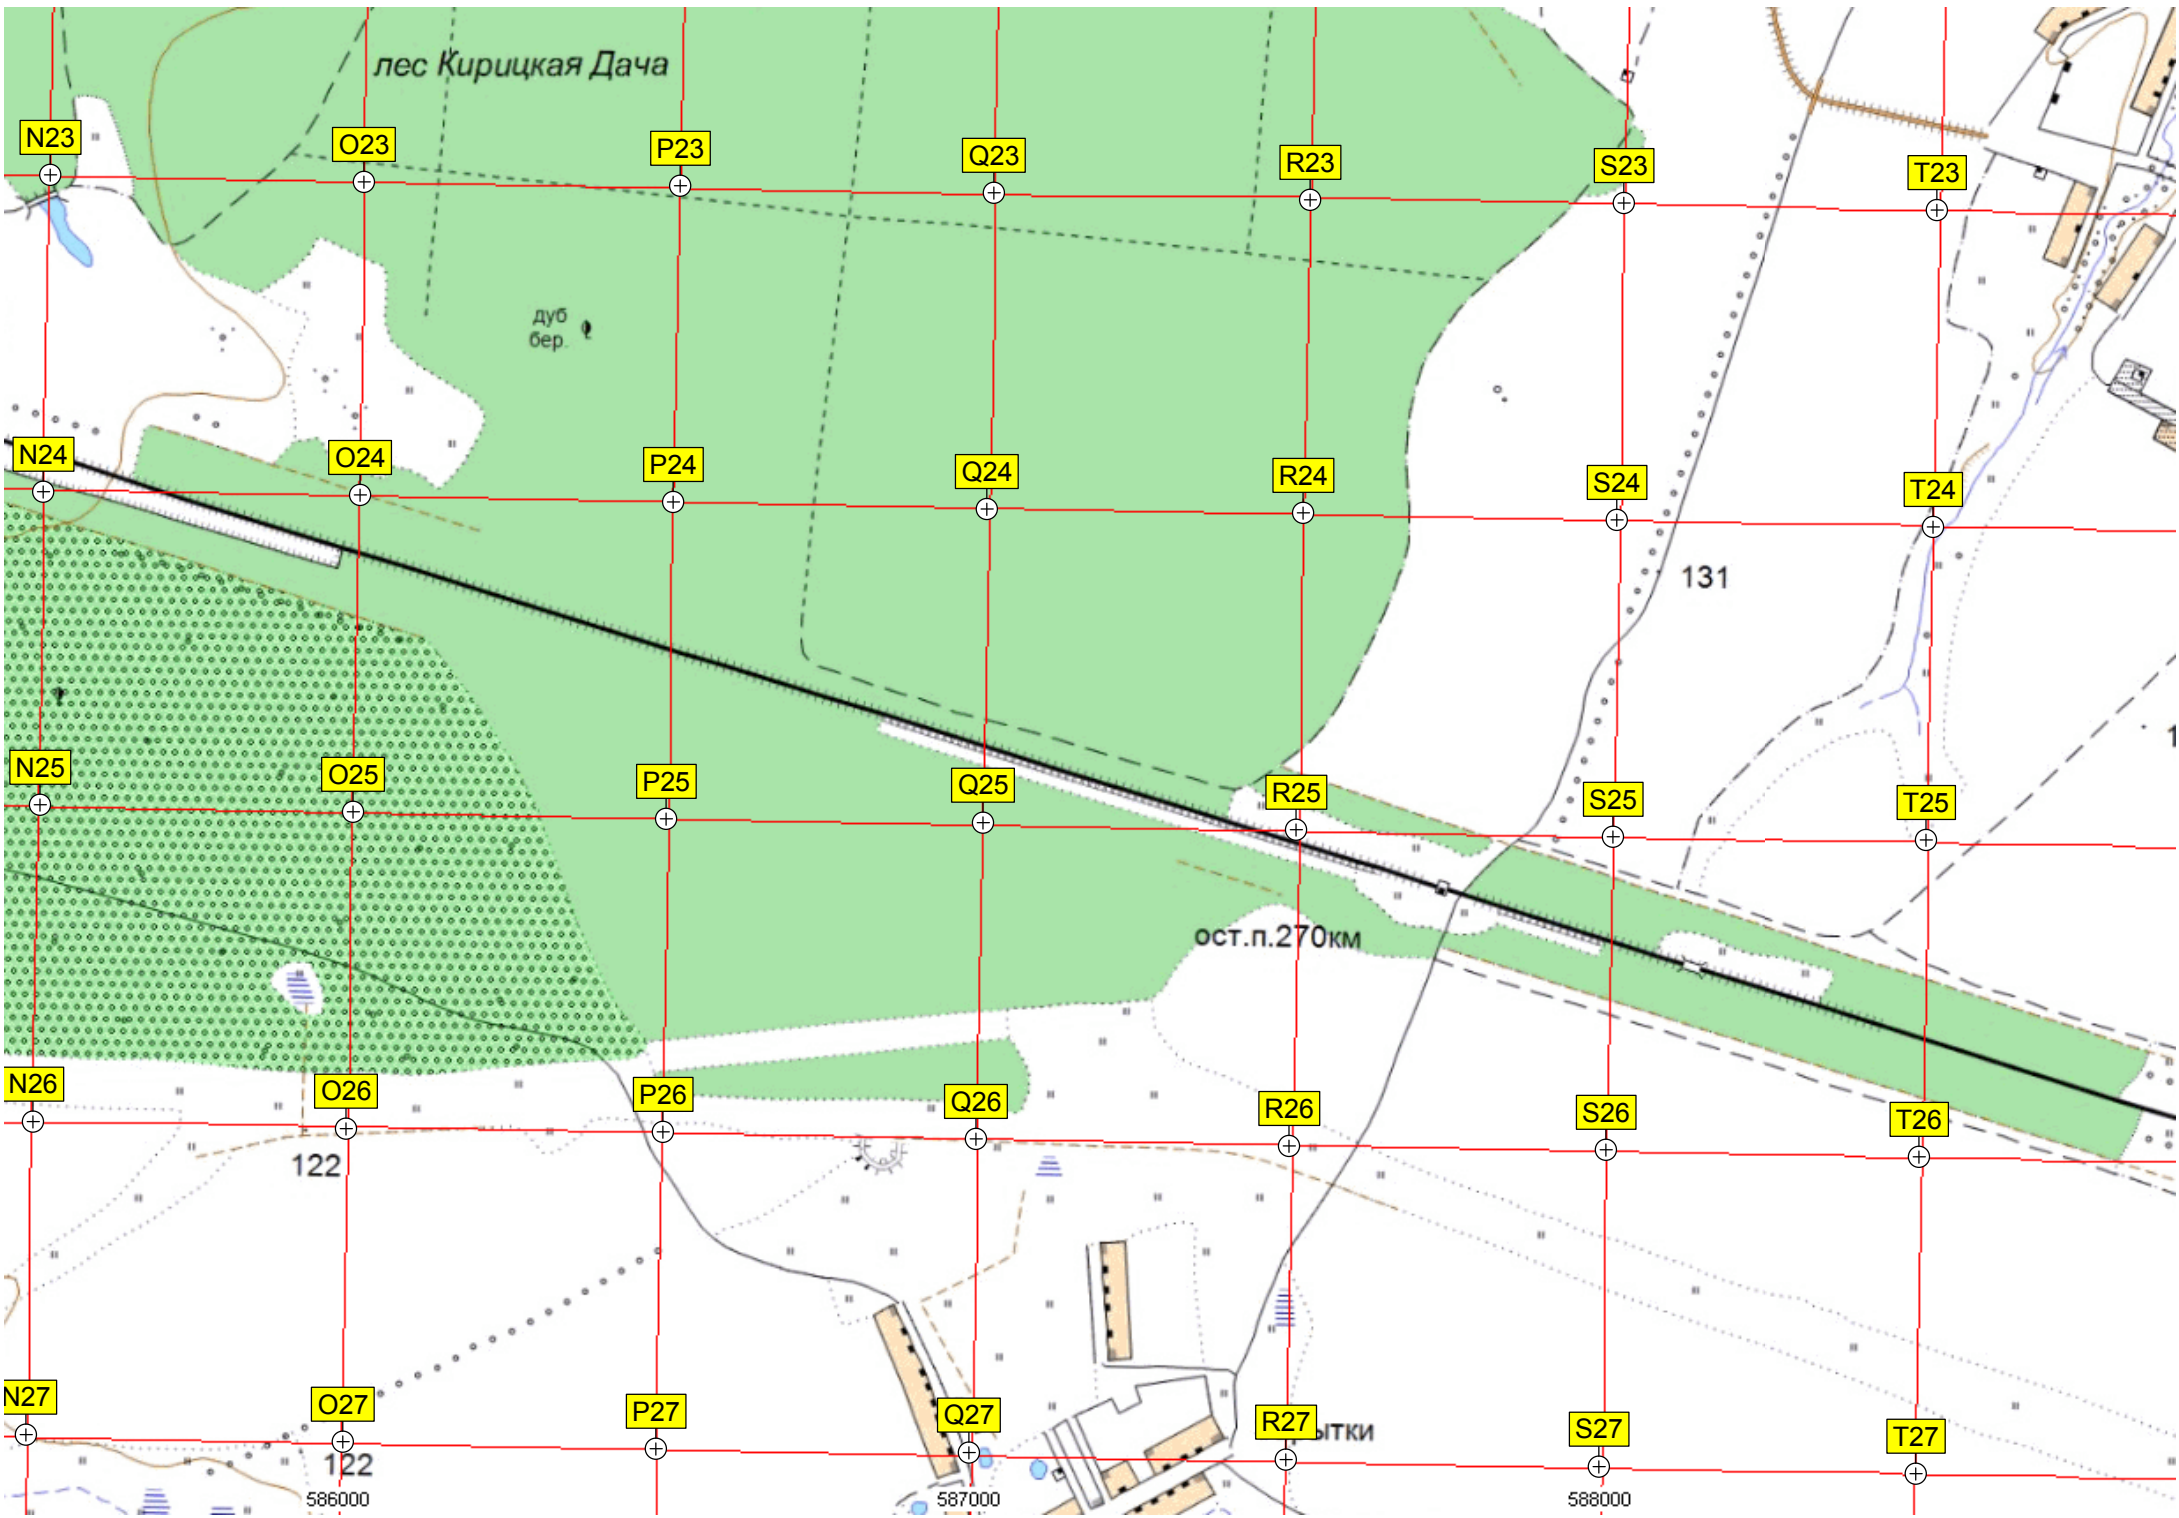 лес Кирицкая Дача
N23 O23 P23 Q23 R23 S23 T23
дуб
бер.
N24 O24 P24 Q24 R24 S24 T24
131
N25 O25 P25 Q25 R25 S25 T25
ост.п.270км
N26 O26 P26 Q26 R26 S26 T26
122
N27 O27 P27 Q27 R27 S27 T27
ытки
122
586000 587000 588000